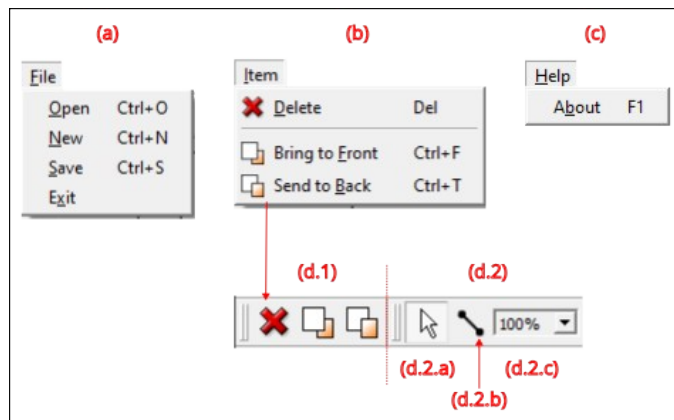 (a) (b) (c)
File
Open Ctrl+O
New Ctrl+N
Save Ctrl+S
Exit
Item
Delete Del
Bring to Front Ctrl+F
Send to Back Ctrl+T
Help
About F1
(d.1) (d.2)
100%
(d.2.a) (d.2.c)
(d.2.b)